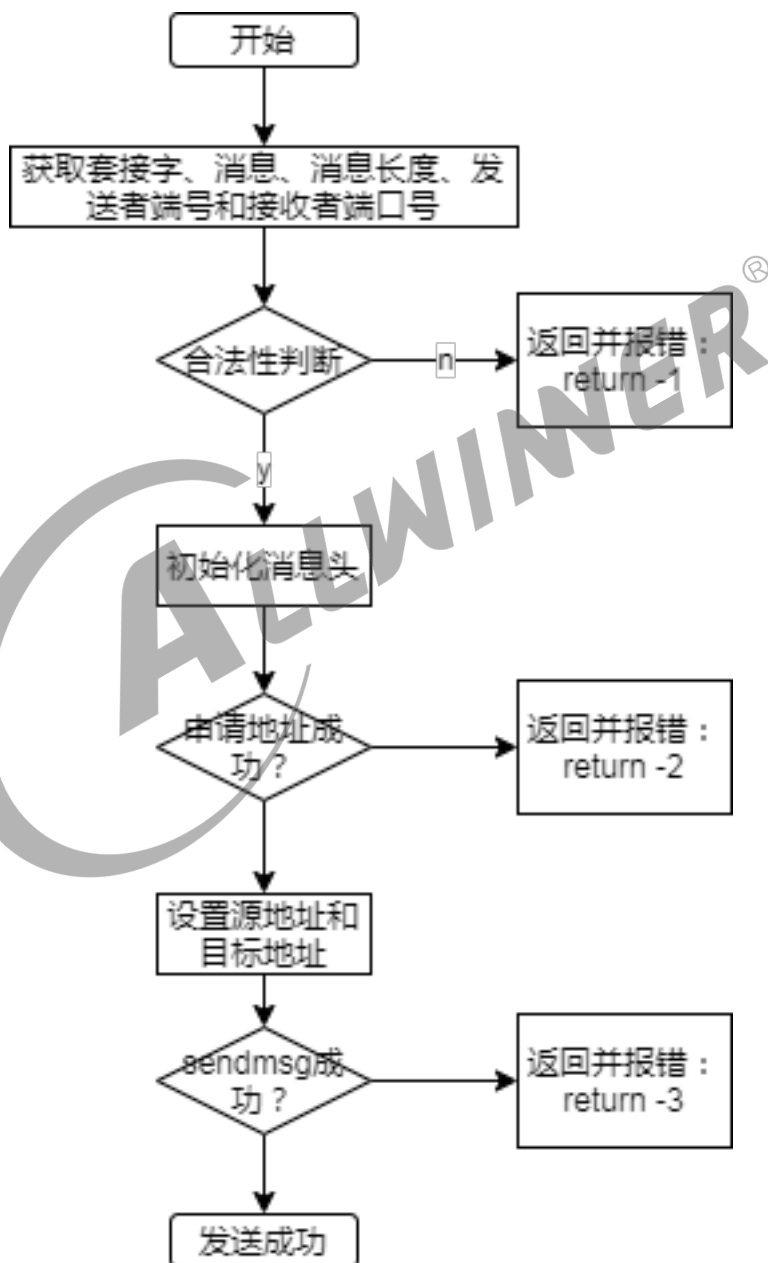 开始
获取套接字、消息、消息长度、发
送者端号和接收者端口号
合法性判断
n
返回并报错：
return -1
y
初始化消息头
申请地址成
功？
返回并报错：
return -2
设置源地址和
目标地址
sendmsg成
功？
返回并报错：
return -3
发送成功
ALLWINNER®